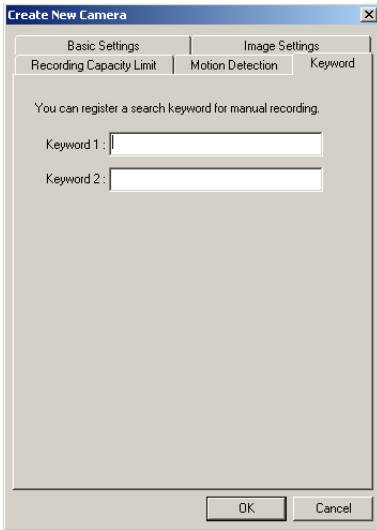 Create New Camera
Basic Settings Image Settings
Recording Capacity Limit Motion Detection Keyword
You can register a search keyword for manual recording.
Keyword 1 :
Keyword 2 :
OK Cancel